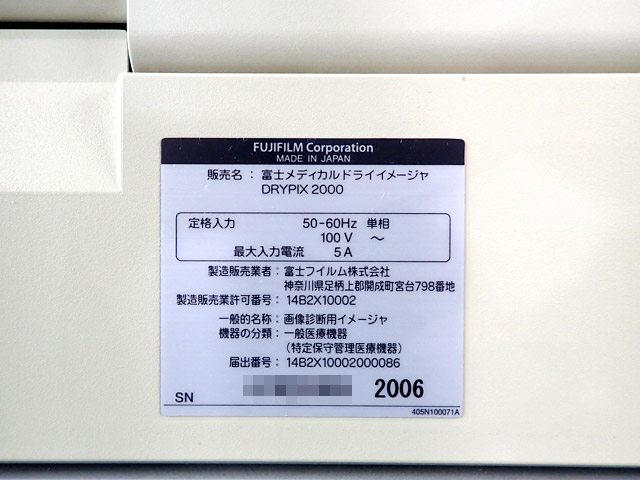 FUJIFILM Corporation
MADE IN JAPAN
販売名： 富士メディカルドライイメージャ
DRYPIX 2000
定格入力 50-60Hz 単相
100 V ～
最大入力電流 5 A
製造販売業者： 富士フイルム株式会社
神奈川県足柄上郡開成町宮台798番地
製造販売業許可番号： 14B2X10002
一般的名称： 画像診断用イメージャ
機器の分類： 一般医療機器
（特定保守管理医療機器）
届出番号： 14B2X10002000086
SN 2006
405N100071A